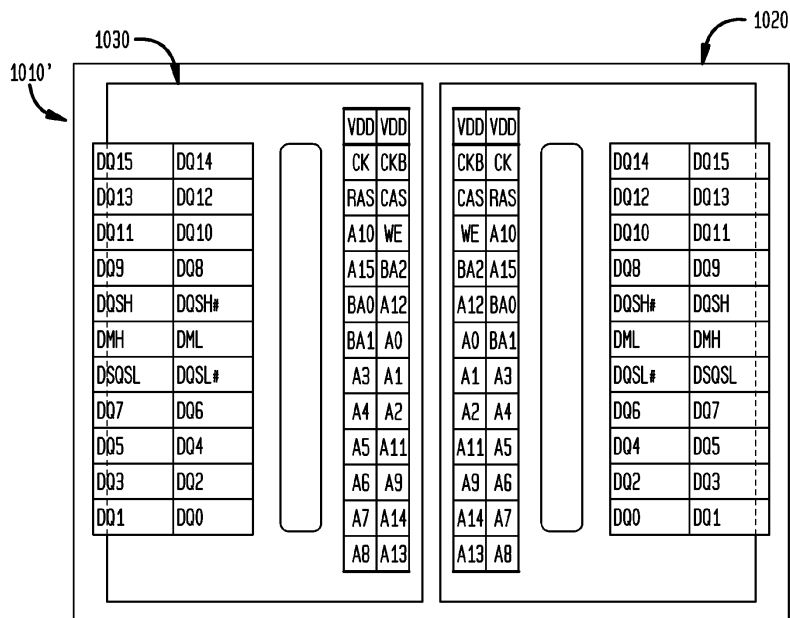 1030
1020
1010'
VDD VDD VDD VDD
DQ15 DQ14 CK CKB CKB CK DQ14 DQ15
DQ13 DQ12 RAS CAS CAS RAS DQ12 DQ13
DQ11 DQ10 A10 WE WE A10 DQ10 DQ11
DQ9 DQ8 A15 BA2 BA2 A15 DQ8 DQ9
DQSH DQSH# BA0 A12 A12 BA0 DQSH# DQSH
DMH DML BA1 A0 A0 BA1 DML DMH
DSQSL DQSL# A3 A1 A1 A3 DQSL# DSQSL
DQ7 DQ6 A4 A2 A2 A4 DQ6 DQ7
DQ5 DQ4 A5 A11 A11 A5 DQ4 DQ5
DQ3 DQ2 A6 A9 A9 A6 DQ2 DQ3
DQ1 DQ0 A7 A14 A14 A7 DQ0 DQ1
A8 A13 A13 A8